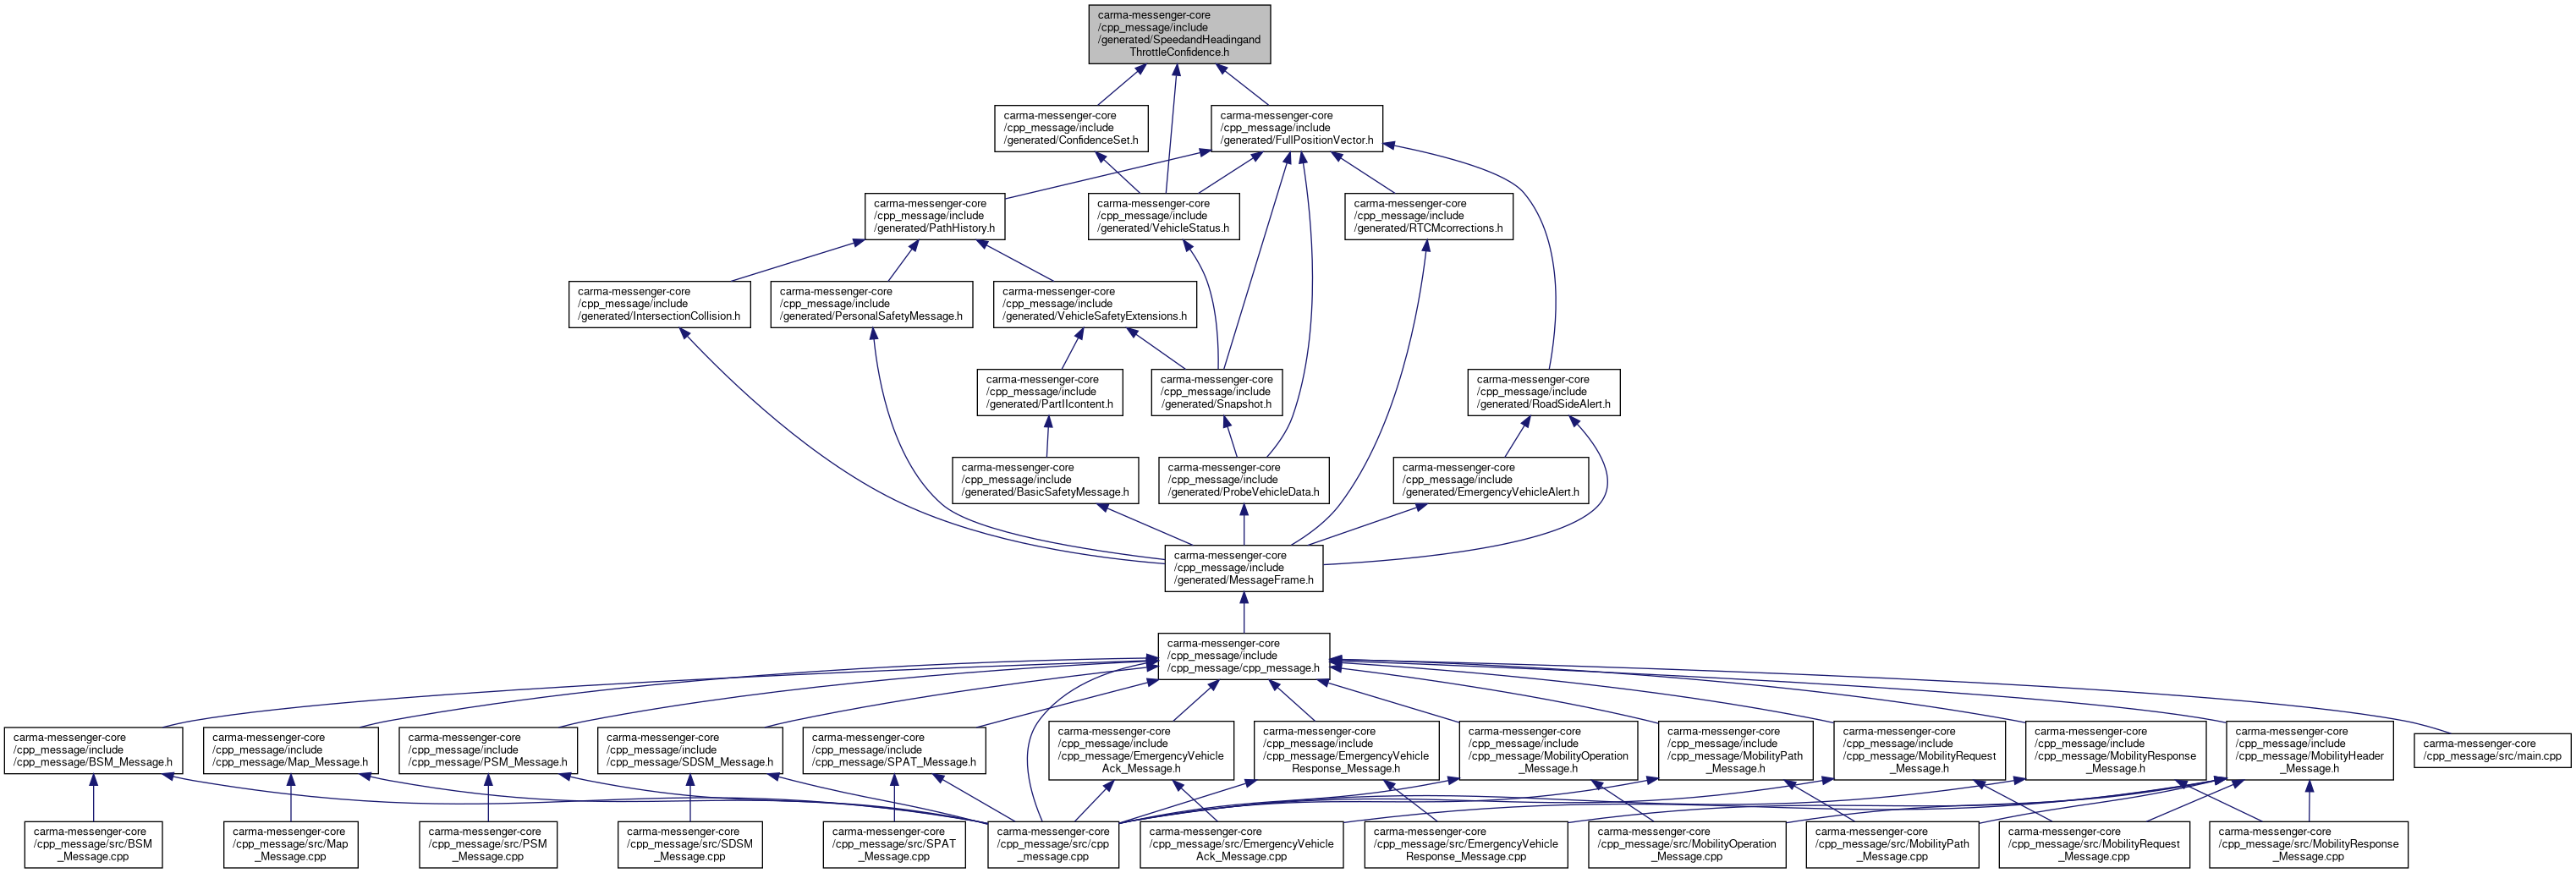 carma-messenger-core
/cpp_message/include
/generated/SpeedandHeadingand
ThrottleConfidence.h
carma-messenger-core
/cpp_message/include
/generated/ConfidenceSet.h
carma-messenger-core
/cpp_message/include
/generated/FullPositionVector.h
carma-messenger-core
/cpp_message/include
/generated/PathHistory.h
carma-messenger-core
/cpp_message/include
/generated/VehicleStatus.h
carma-messenger-core
/cpp_message/include
/generated/RTCMcorrections.h
carma-messenger-core
/cpp_message/include
/generated/IntersectionCollision.h
carma-messenger-core
/cpp_message/include
/generated/PersonalSafetyMessage.h
carma-messenger-core
/cpp_message/include
/generated/VehicleSafetyExtensions.h
carma-messenger-core
/cpp_message/include
/generated/PartIIcontent.h
carma-messenger-core
/cpp_message/include
/generated/Snapshot.h
carma-messenger-core
/cpp_message/include
/generated/RoadSideAlert.h
carma-messenger-core
/cpp_message/include
/generated/BasicSafetyMessage.h
carma-messenger-core
/cpp_message/include
/generated/ProbeVehicleData.h
carma-messenger-core
/cpp_message/include
/generated/EmergencyVehicleAlert.h
carma-messenger-core
/cpp_message/include
/generated/MessageFrame.h
carma-messenger-core
/cpp_message/include
/cpp_message/cpp_message.h
carma-messenger-core
/cpp_message/include
/cpp_message/BSM_Message.h
carma-messenger-core
/cpp_message/include
/cpp_message/Map_Message.h
carma-messenger-core
/cpp_message/include
/cpp_message/PSM_Message.h
carma-messenger-core
/cpp_message/include
/cpp_message/SDSM_Message.h
carma-messenger-core
/cpp_message/include
/cpp_message/SPAT_Message.h
carma-messenger-core
/cpp_message/include
/cpp_message/EmergencyVehicle
Ack_Message.h
carma-messenger-core
/cpp_message/include
/cpp_message/EmergencyVehicle
Response_Message.h
carma-messenger-core
/cpp_message/include
/cpp_message/MobilityOperation
_Message.h
carma-messenger-core
/cpp_message/include
/cpp_message/MobilityPath
_Message.h
carma-messenger-core
/cpp_message/include
/cpp_message/MobilityRequest
_Message.h
carma-messenger-core
/cpp_message/include
/cpp_message/MobilityResponse
_Message.h
carma-messenger-core
/cpp_message/include
/cpp_message/MobilityHeader
_Message.h
carma-messenger-core
/cpp_message/src/main.cpp
carma-messenger-core
/cpp_message/src/BSM
_Message.cpp
carma-messenger-core
/cpp_message/src/Map
_Message.cpp
carma-messenger-core
/cpp_message/src/PSM
_Message.cpp
carma-messenger-core
/cpp_message/src/SDSM
_Message.cpp
carma-messenger-core
/cpp_message/src/SPAT
_Message.cpp
carma-messenger-core
/cpp_message/src/cpp
_message.cpp
carma-messenger-core
/cpp_message/src/EmergencyVehicle
Ack_Message.cpp
carma-messenger-core
/cpp_message/src/EmergencyVehicle
Response_Message.cpp
carma-messenger-core
/cpp_message/src/MobilityOperation
_Message.cpp
carma-messenger-core
/cpp_message/src/MobilityPath
_Message.cpp
carma-messenger-core
/cpp_message/src/MobilityRequest
_Message.cpp
carma-messenger-core
/cpp_message/src/MobilityResponse
_Message.cpp